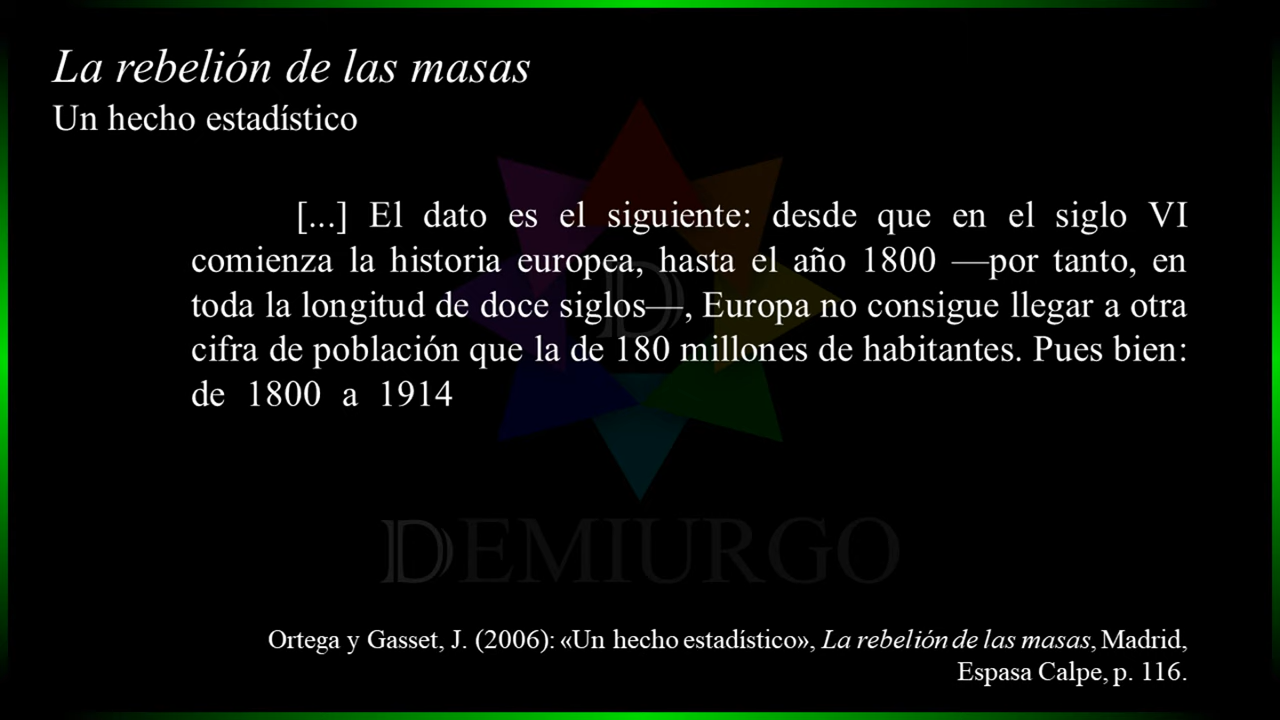 La rebelión de las masas
Un hecho estadístico
[...] El dato es el siguiente: desde que en el siglo VI
comienza la historia europea, hasta el año 1800 —por tanto, en
toda la longitud de doce siglos—, Europa no consigue llegar a otra
cifra de población que la de 180 millones de habitantes. Pues bien:
de 1800 a 1914
D
DEMIURGO
Ortega y Gasset, J. (2006): «Un hecho estadístico», La rebelión de las masas, Madrid,
Espasa Calpe, p. 116.